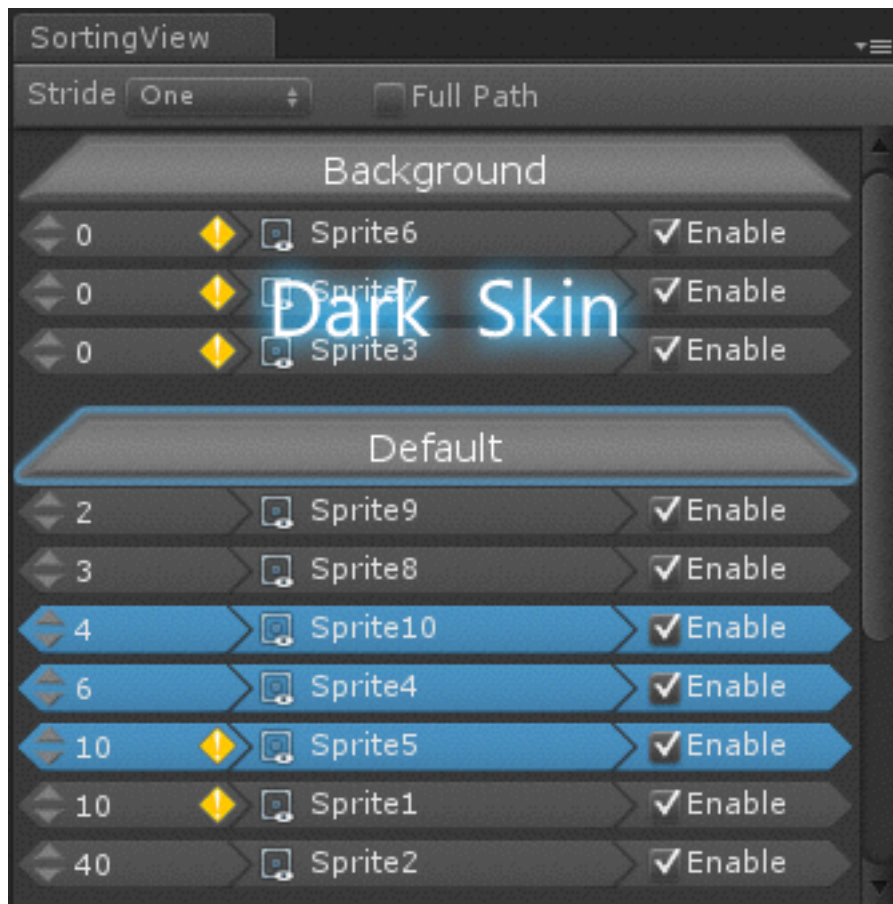 SortingView
Stride One Full Path
Background
0 Sprite6 Enable
0 Sprite7 Enable
Dark Skin
0 Sprite3 Enable
Default
2 Sprite9 Enable
3 Sprite8 Enable
4 Sprite10 Enable
6 Sprite4 Enable
10 Sprite5 Enable
10 Sprite1 Enable
40 Sprite2 Enable